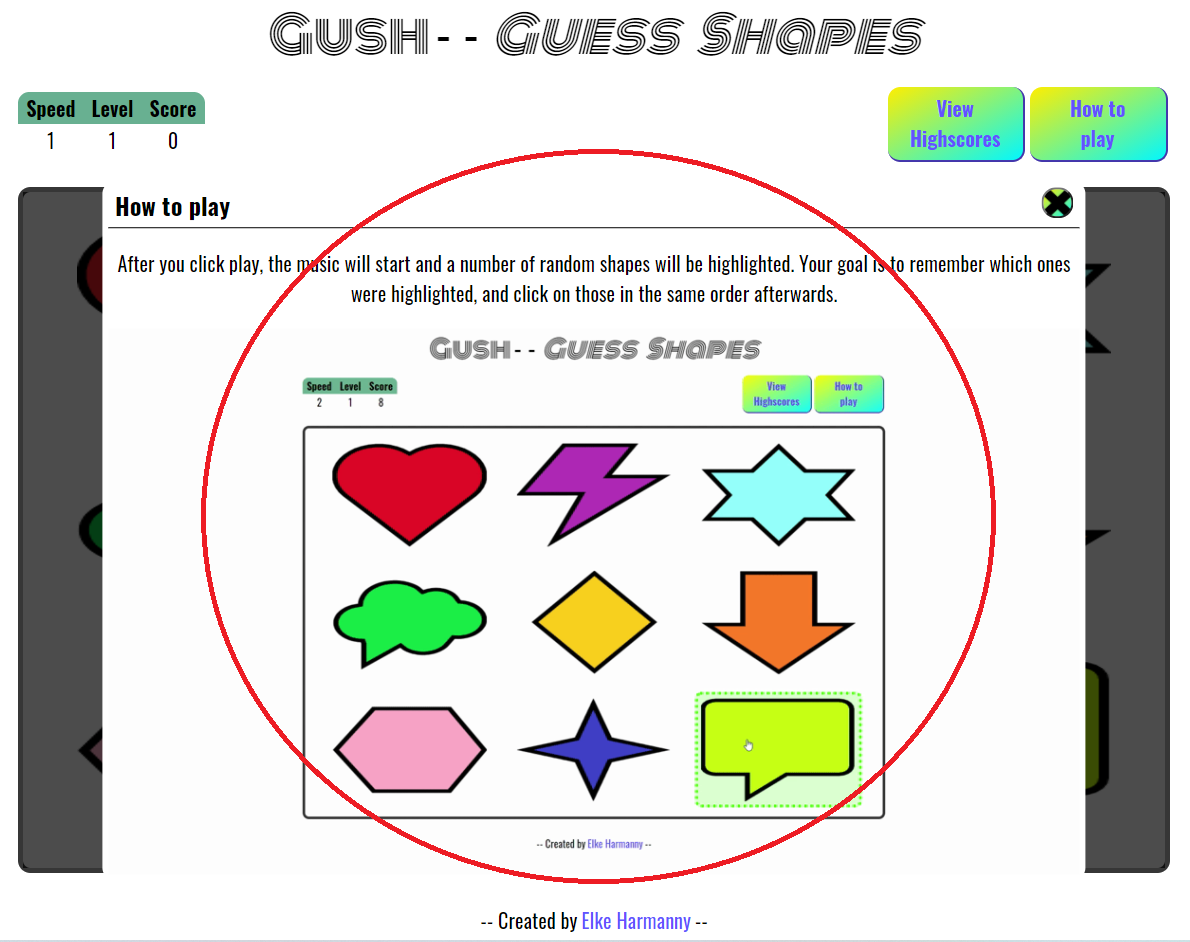 Gush -- Guess Shapes
Speed Level Score
1 1 0
View
Highscores
How to
play
How to play
After you click play, the music will start and a number of random shapes will be highlighted. Your goal is to remember which ones
were highlighted, and click on those in the same order afterwards.
Gush -- Guess Shapes
Speed Level Score
2 1 8
View
Highscores
How to
play
-- Created by Elke Harmanny --
-- Created by Elke Harmanny --